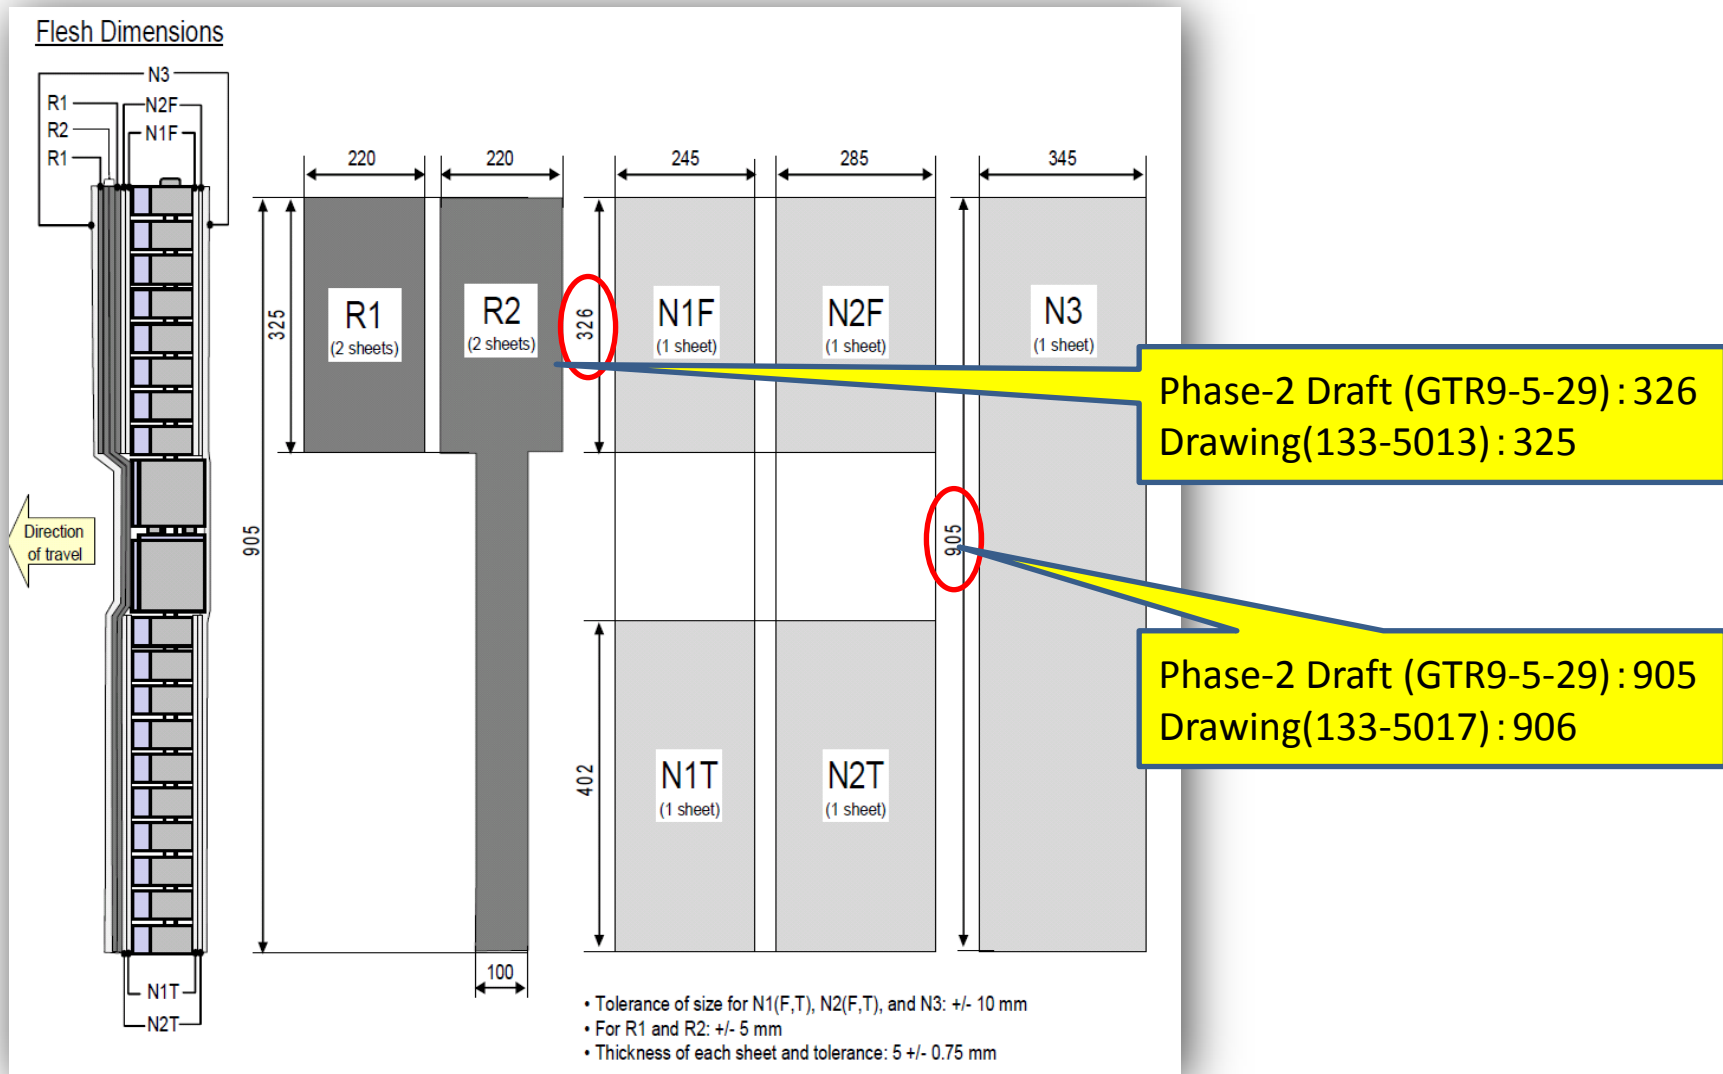 Flesh Dimensions
N3
R1
N2F
R2
N1F
R1
Direction
of travel
N1T
N2T
220
220
245
285
345
325
905
326
905
402
100
R1
(2 sheets)
R2
(2 sheets)
N1F
(1 sheet)
N2F
(1 sheet)
N3
(1 sheet)
N1T
(1 sheet)
N2T
(1 sheet)
Phase-2 Draft (GTR9-5-29) : 326
Drawing(133-5013) : 325
Phase-2 Draft (GTR9-5-29) : 905
Drawing(133-5017) : 906
• Tolerance of size for N1(F,T), N2(F,T), and N3: +/- 10 mm
• For R1 and R2: +/- 5 mm
• Thickness of each sheet and tolerance: 5 +/- 0.75 mm